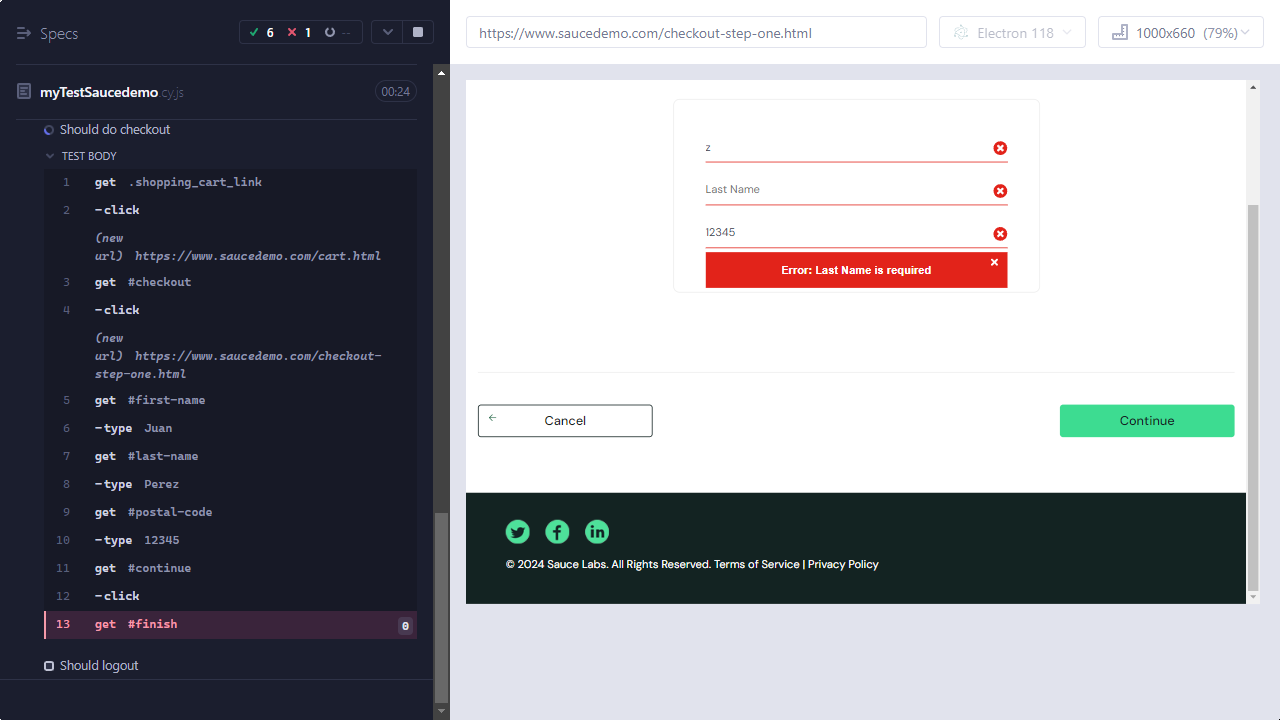 Specs
6 1 --
myTestSaucedemo.cy.js 00:24
Should do checkout
TEST BODY
1 get .shopping_cart_link
2 -click
(new
url) https://www.saucedemo.com/cart.html
3 get #checkout
4 -click
(new
url) https://www.saucedemo.com/checkout-
step-one.html
5 get #first-name
6 -type Juan
7 get #last-name
8 -type Perez
9 get #postal-code
10 -type 12345
11 get #continue
12 -click
13 get #finish 0
Should logout
https://www.saucedemo.com/checkout-step-one.html
Electron 118
1000x660 (79%)
z
Last Name
12345
Error: Last Name is required
Cancel
Continue
© 2024 Sauce Labs. All Rights Reserved. Terms of Service | Privacy Policy